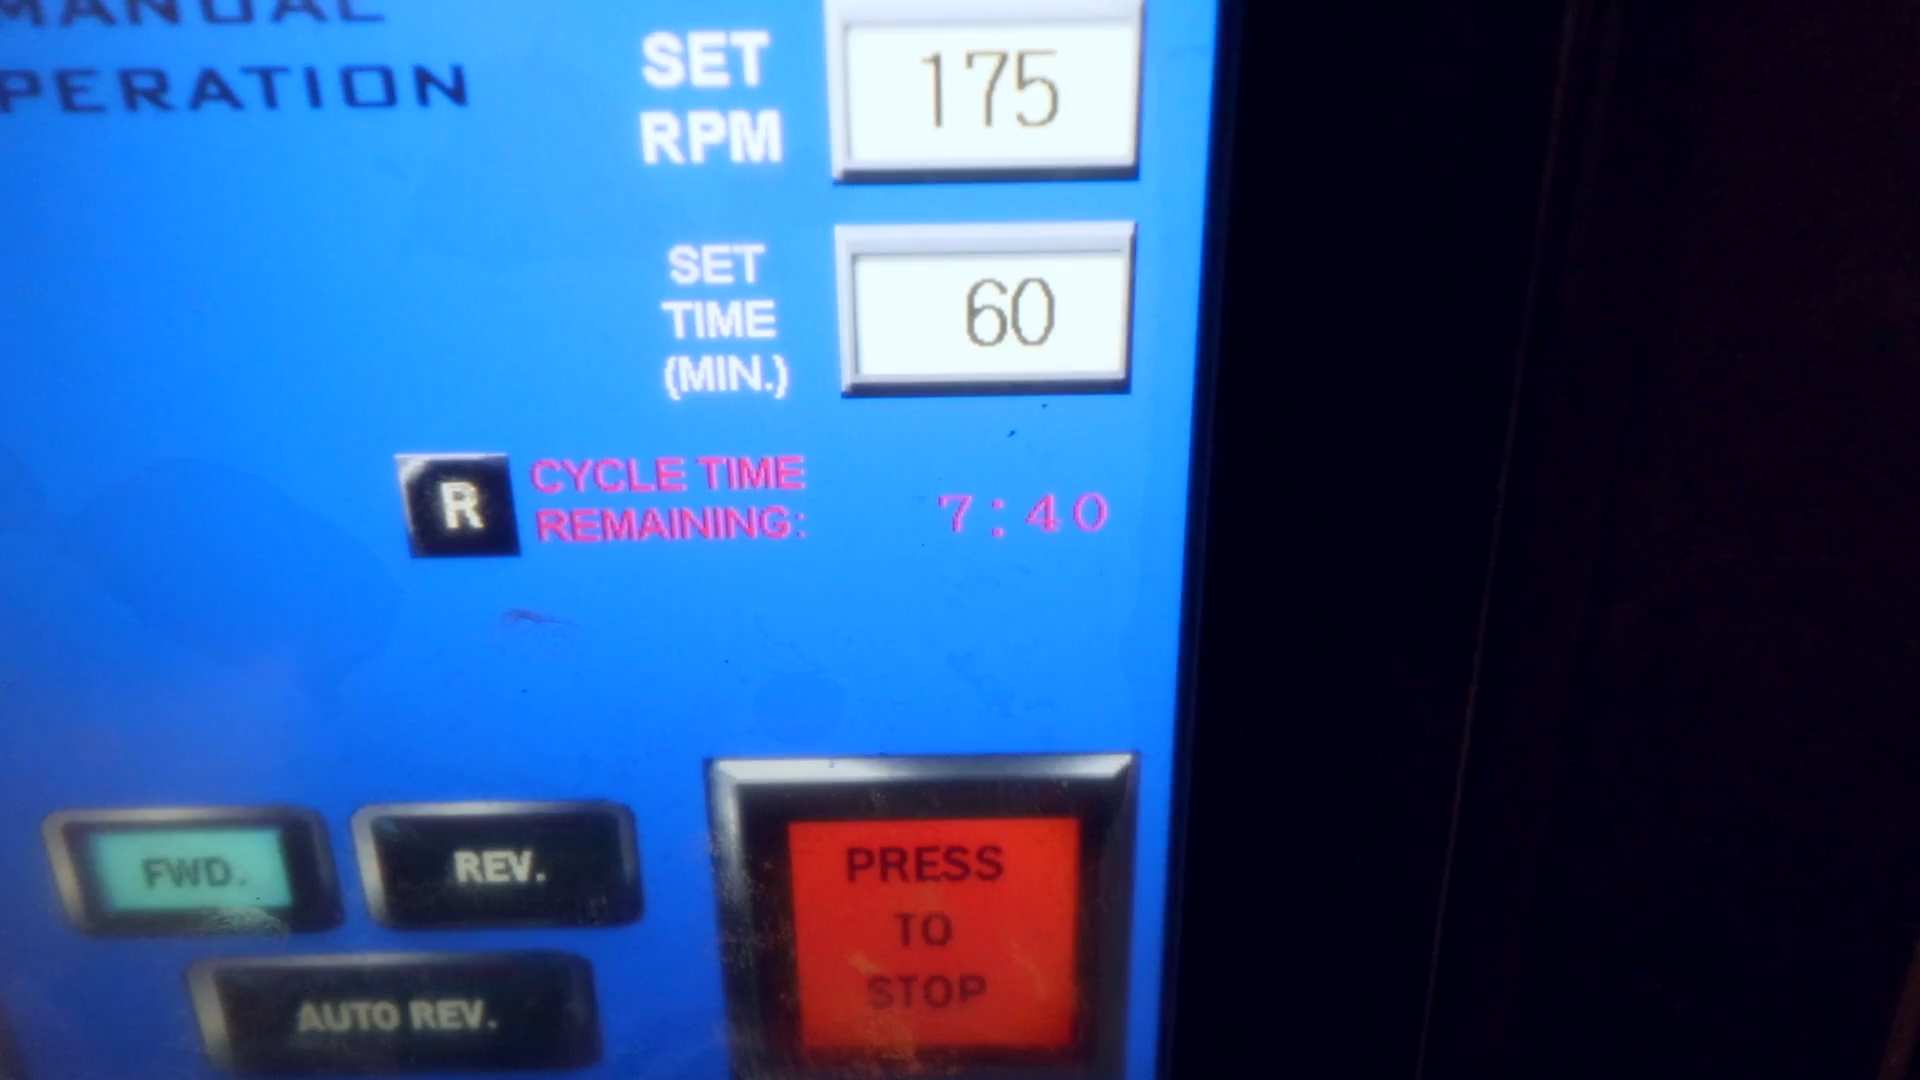 MANUAL
PERATION
SET
RPM
175
SET
TIME
(MIN.)
60
R
CYCLE TIME
REMAINING:
7:40
FWD.
REV.
AUTO REV.
PRESS
TO
STOP